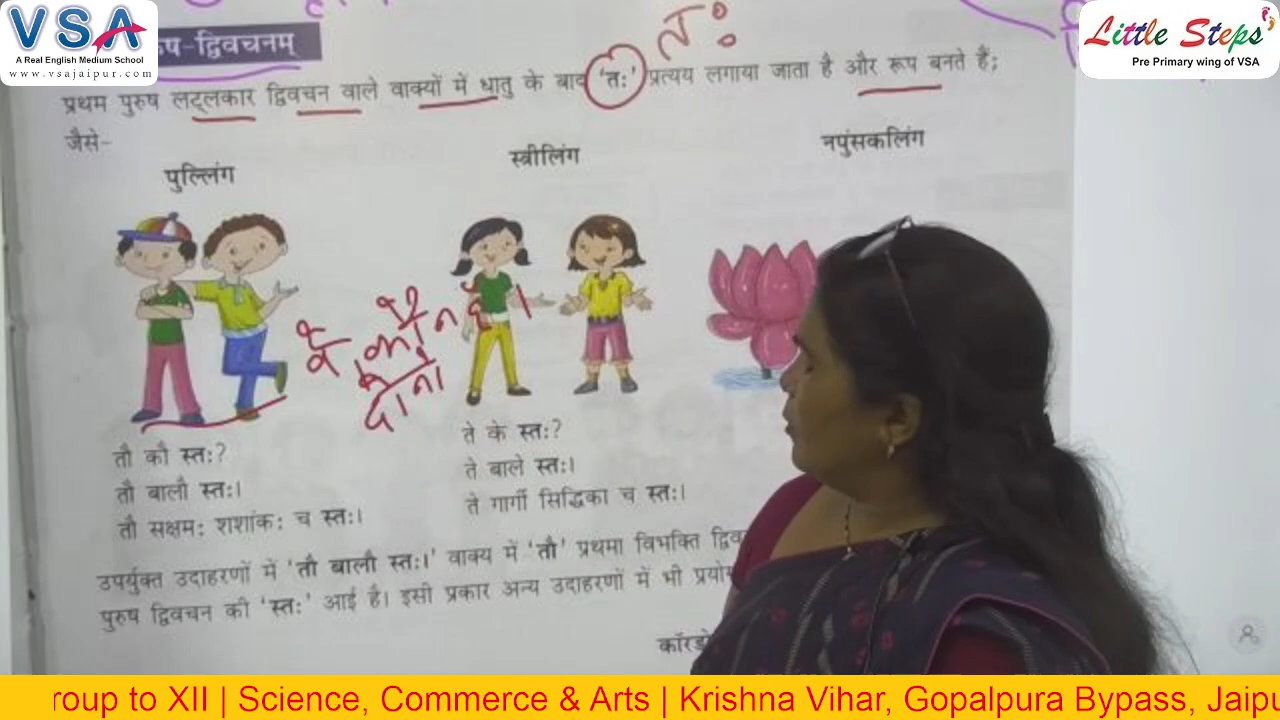 VSA
A Real English Medium School
www.vsajaipur.com
Little Steps
Pre Primary wing of VSA
रुष-द्विवचनम्
तः
प्रथम पुरुष लट्लकार द्विवचन वाले वाक्यों में धातु के बाद 'तः' प्रत्यय लगाया जाता है और रूप बनते हैं;
जैसे-
पुल्लिंग
स्त्रीलिंग
नपुंसकलिंग
वे कौन हैं।
दोनों
तौ कौ स्तः?
तौ बालौ स्तः।
तौ सक्षमः शशांकः च स्तः।
ते के स्तः?
ते बाले स्तः।
ते गार्गी सिद्धिका च स्तः।
उपर्युक्त उदाहरणों में 'तौ बालौ स्तः।' वाक्य में 'तौ' प्रथमा विभक्ति द्विव
पुरुष द्विवचन की 'स्तः' आई है। इसी प्रकार अन्य उदाहरणों में भी प्रयोग
roup to XII | Science, Commerce & Arts | Krishna Vihar, Gopalpura Bypass, Jaipu